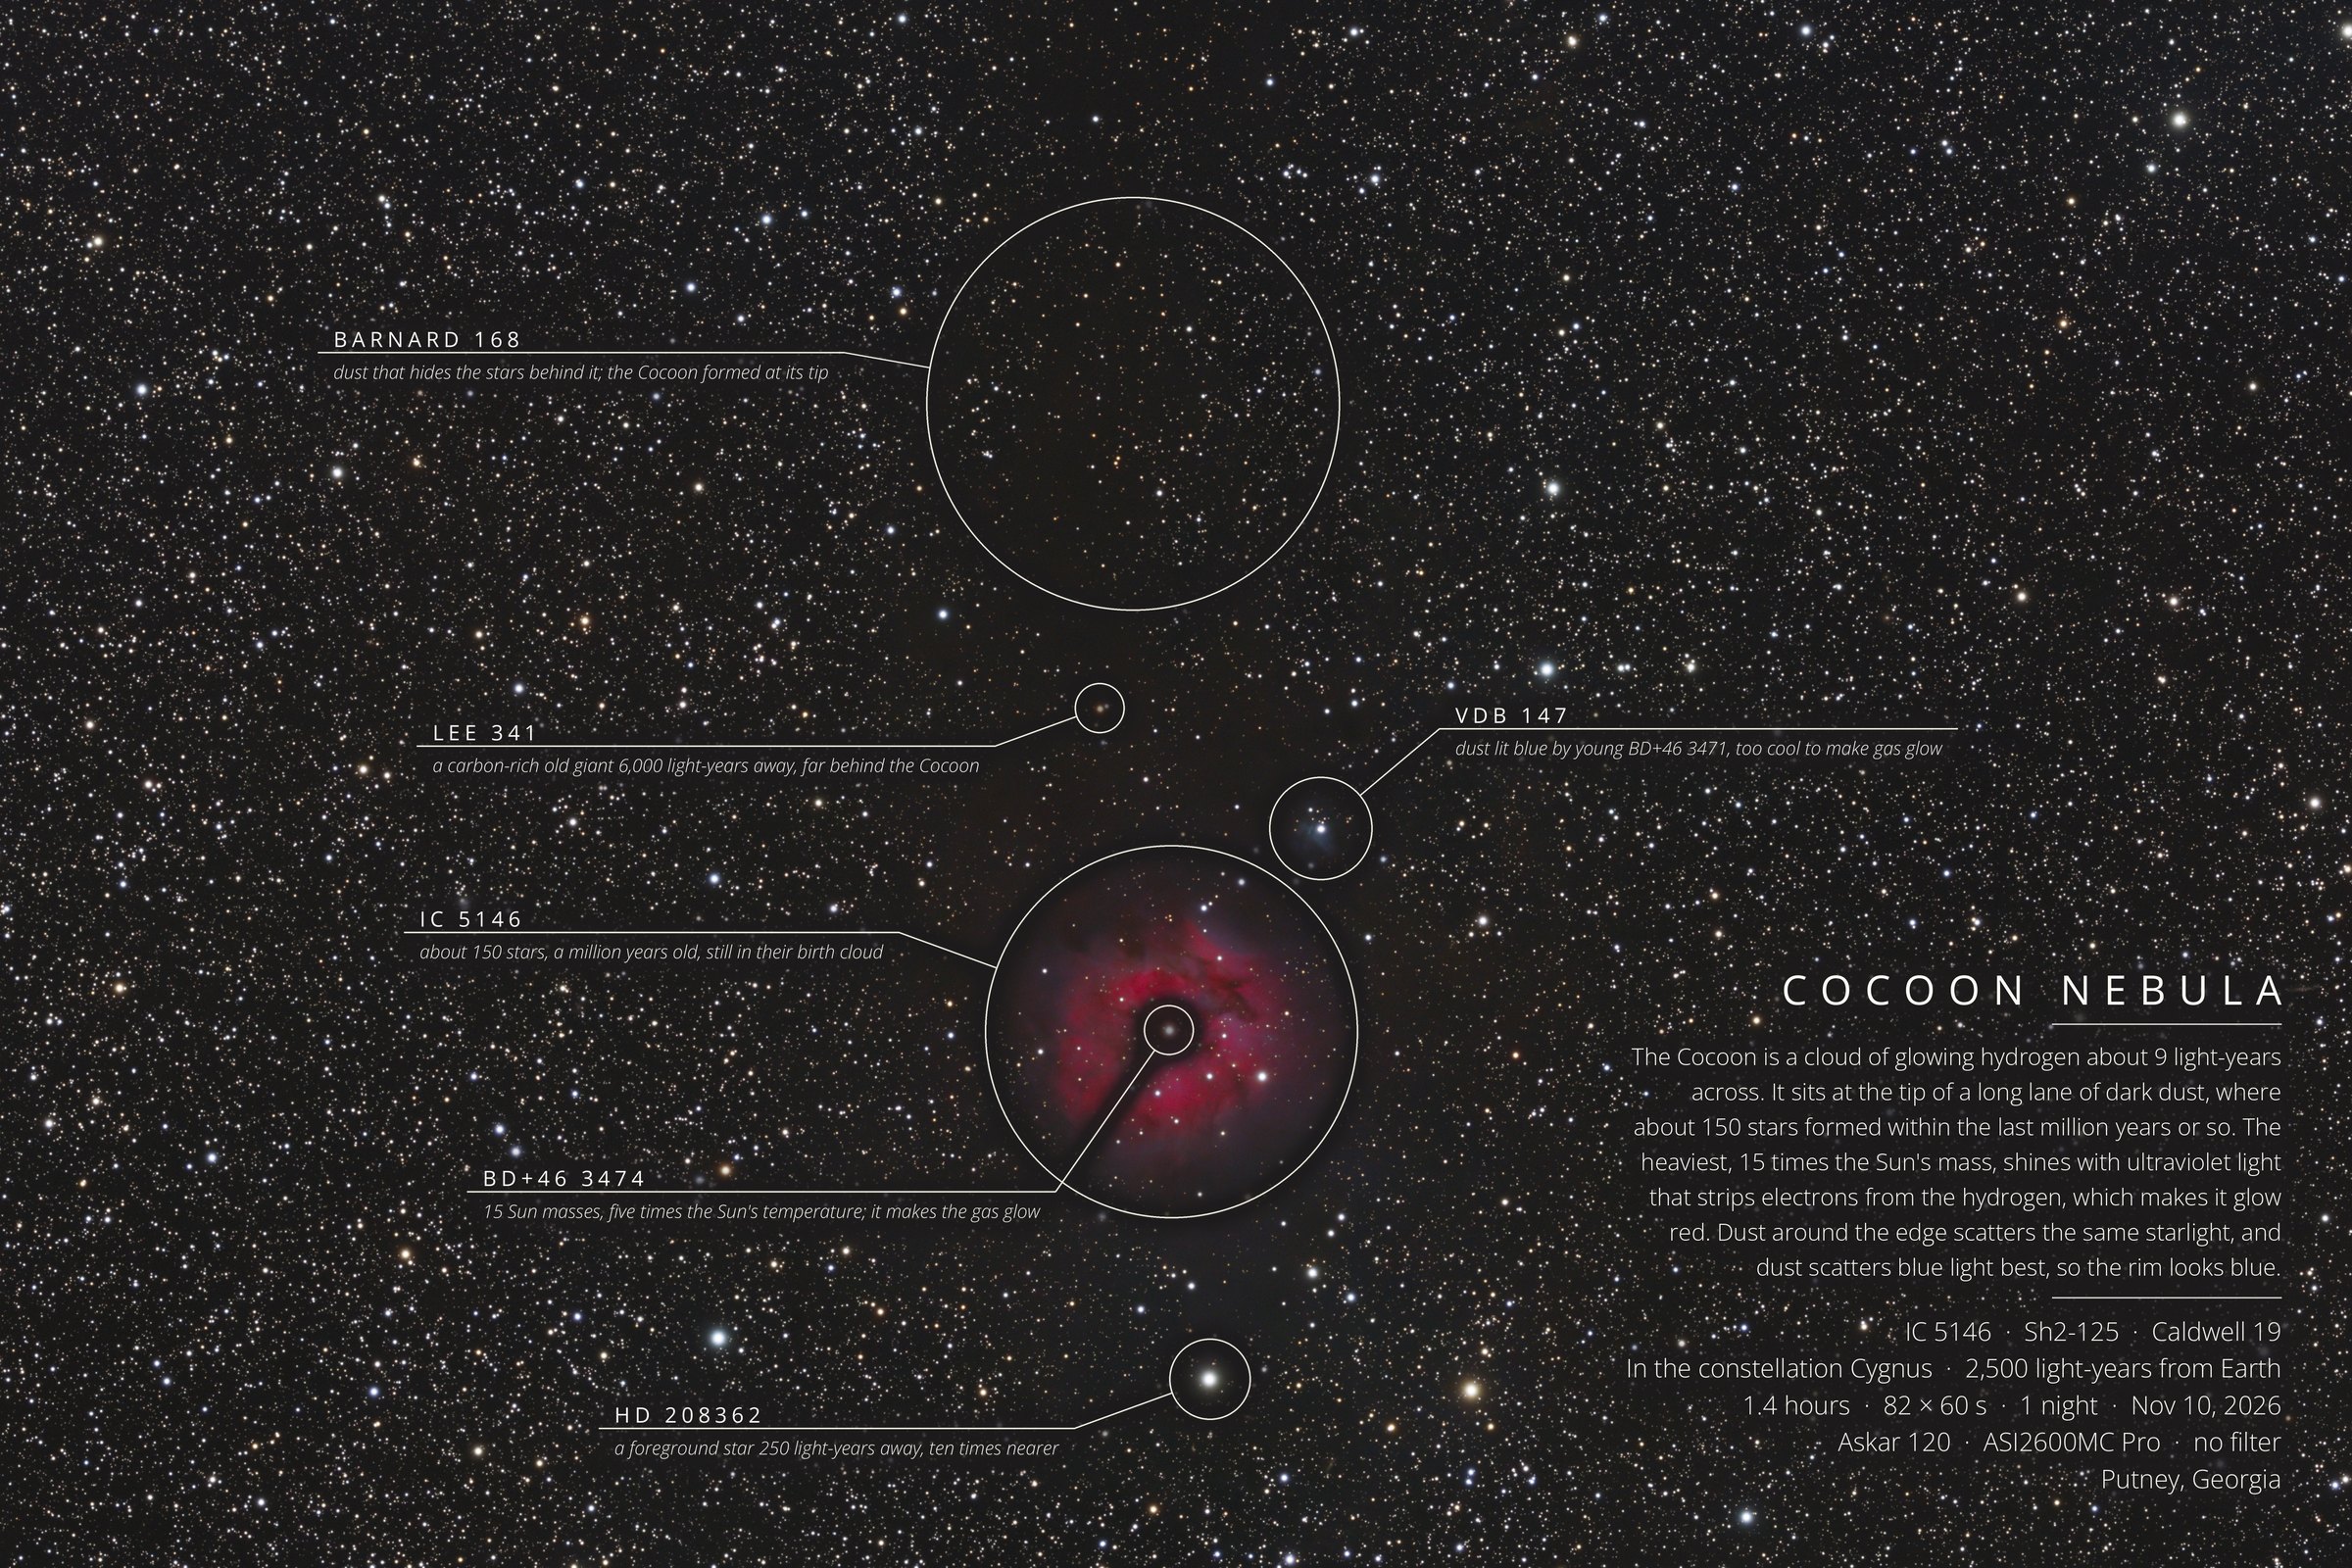 BARNARD 168
dust that hides the stars behind it; the Cocoon formed at its tip
LEE 341
a carbon-rich old giant 6,000 light-years away, far behind the Cocoon
VDB 147
dust lit blue by young BD+46 3471, too cool to make gas glow
IC 5146
about 150 stars, a million years old, still in their birth cloud
BD+46 3474
15 Sun masses, five times the Sun's temperature; it makes the gas glow
HD 208362
a foreground star 250 light-years away, ten times nearer
COCOON NEBULA
The Cocoon is a cloud of glowing hydrogen about 9 light-years
across. It sits at the tip of a long lane of dark dust, where
about 150 stars formed within the last million years or so. The
heaviest, 15 times the Sun's mass, shines with ultraviolet light
that strips electrons from the hydrogen, which makes it glow
red. Dust around the edge scatters the same starlight, and
dust scatters blue light best, so the rim looks blue.
IC 5146 · Sh2-125 · Caldwell 19
In the constellation Cygnus · 2,500 light-years from Earth
1.4 hours · 82 × 60 s · 1 night · Nov 10, 2026
Askar 120 · ASI2600MC Pro · no filter
Putney, Georgia